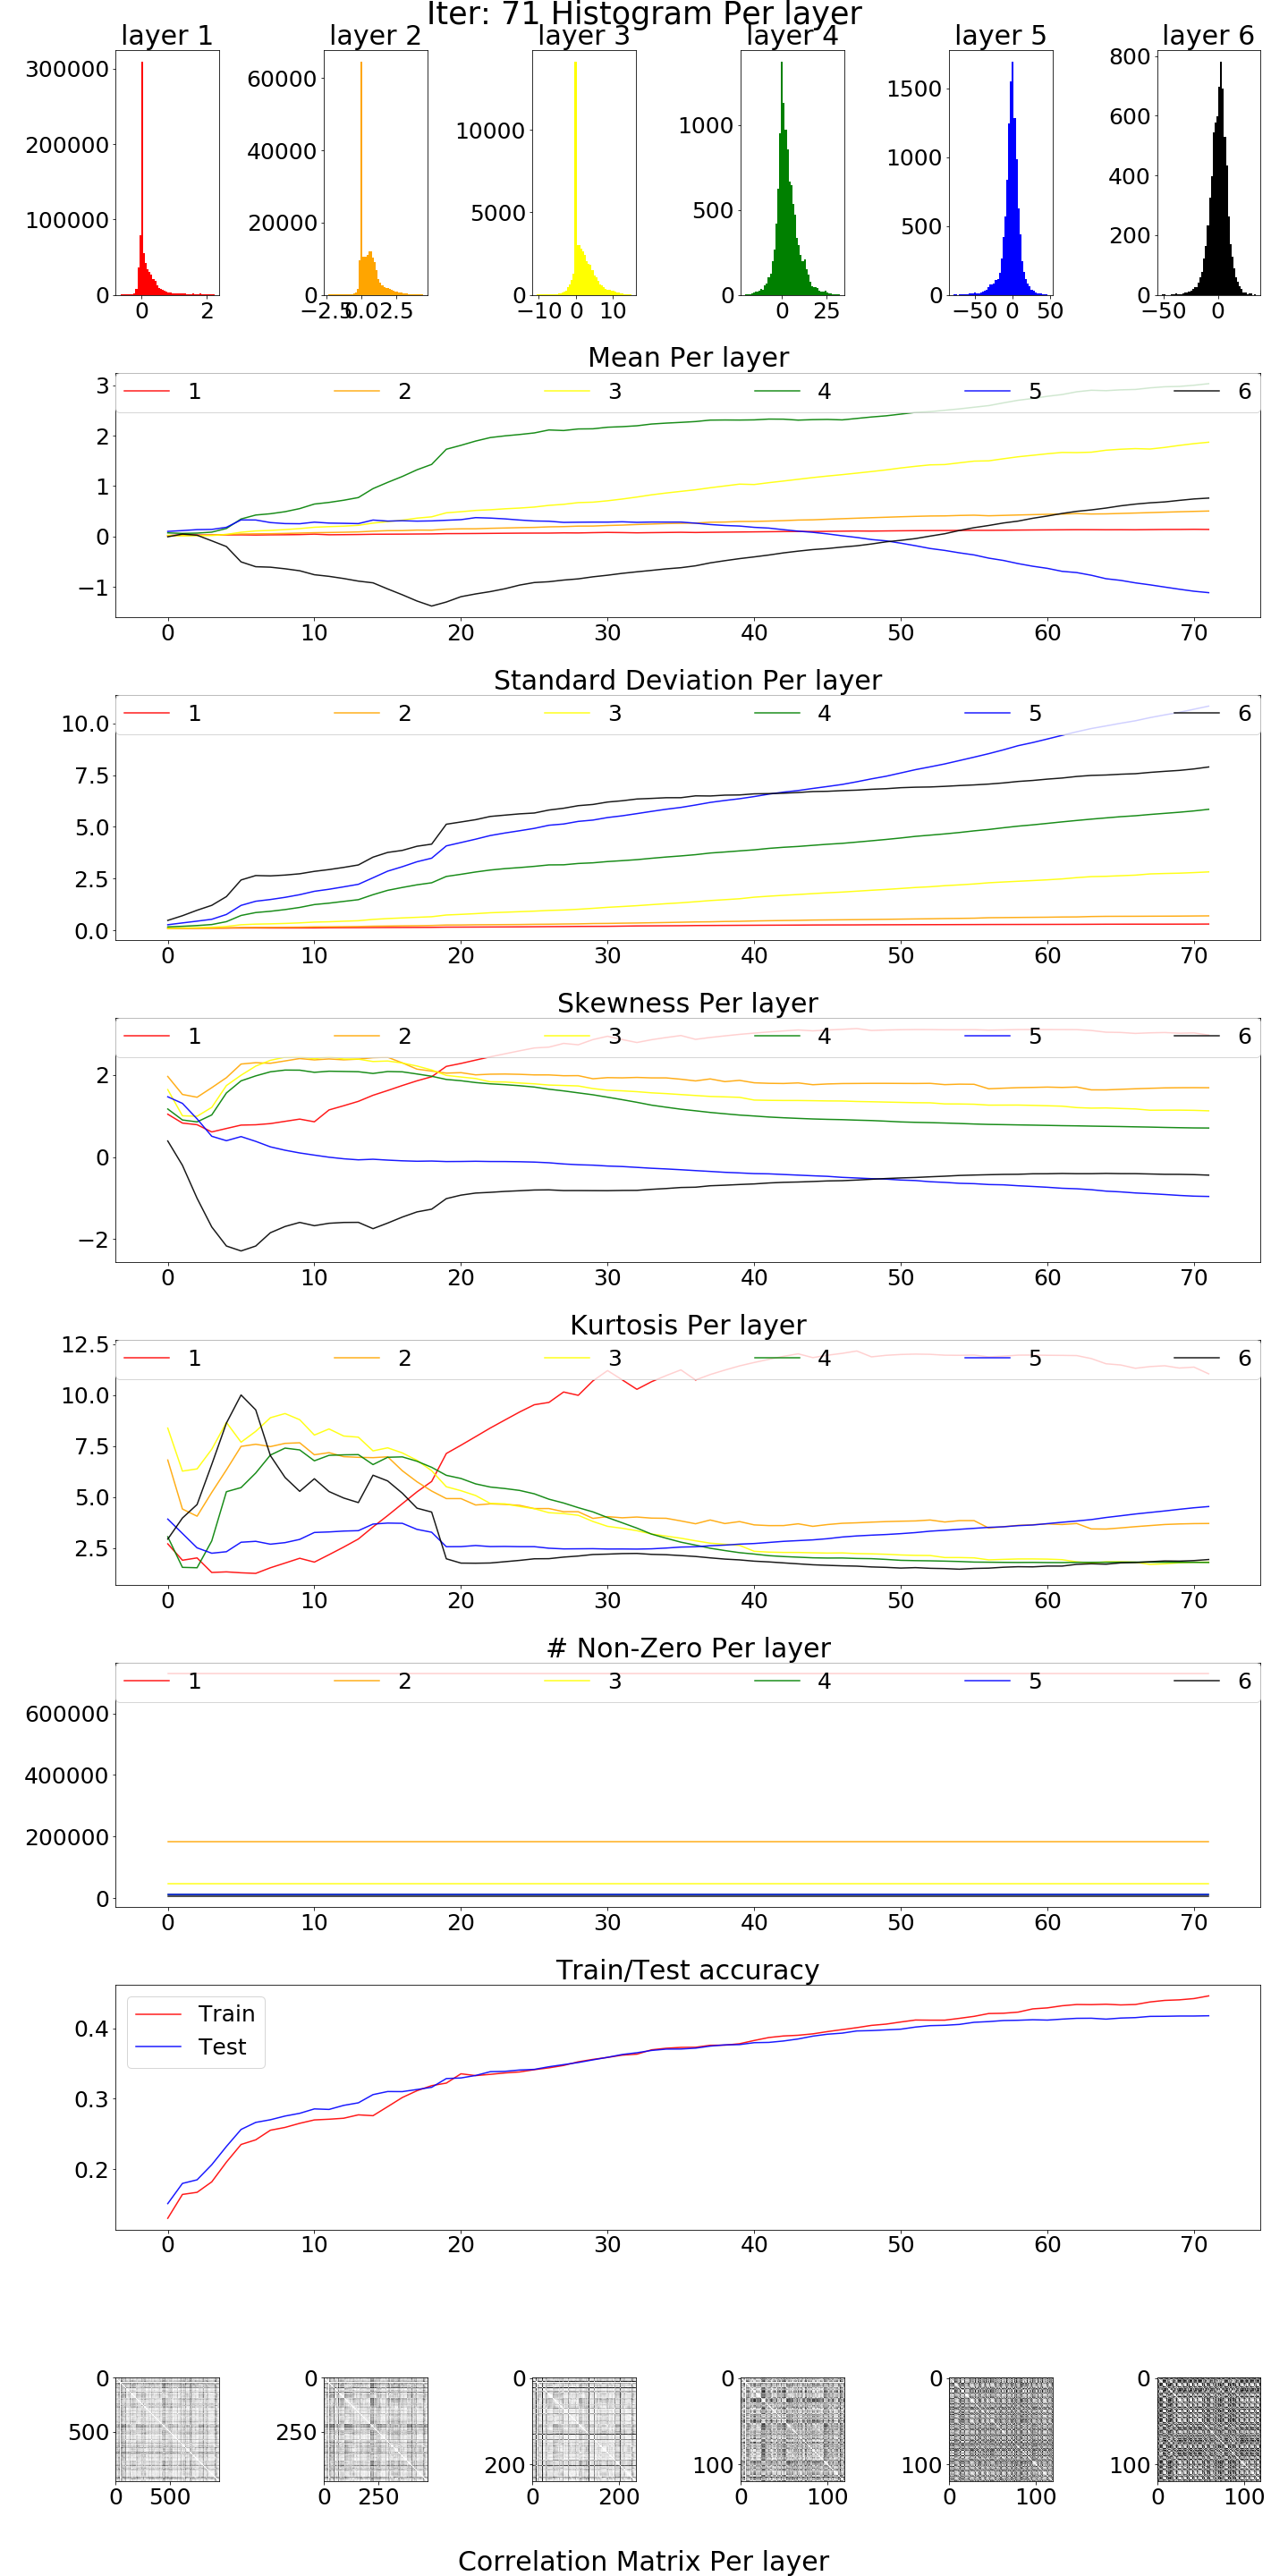 Iter: 71 Histogram Per layer
layer 1 layer 2 layer 3 layer 4 layer 5 layer 6
300000 200000 100000 0
0 2
60000 40000 20000 0
−2.5 0.0 2.5
10000 5000 0
−10 0 10
1000 500 0
0 25
1500 1000 500 0
−50 0 50
800 600 400 200 0
−50 0
Mean Per layer
1 2 3 4 5 6
3 2 1 0 −1
0 10 20 30 40 50 60 70
Standard Deviation Per layer
1 2 3 4 5 6
10.0 7.5 5.0 2.5 0.0
0 10 20 30 40 50 60 70
Skewness Per layer
1 2 3 4 5 6
2 0 −2
0 10 20 30 40 50 60 70
Kurtosis Per layer
1 2 3 4 5 6
12.5 10.0 7.5 5.0 2.5
0 10 20 30 40 50 60 70
# Non-Zero Per layer
1 2 3 4 5 6
600000 400000 200000 0
0 10 20 30 40 50 60 70
Train/Test accuracy
Train
Test
0.4 0.3 0.2
0 10 20 30 40 50 60 70
0 500
0 500
0 250
0 250
0 200
0 200
0 100
0 100
0 100
0 100
0 100
0 100
Correlation Matrix Per layer